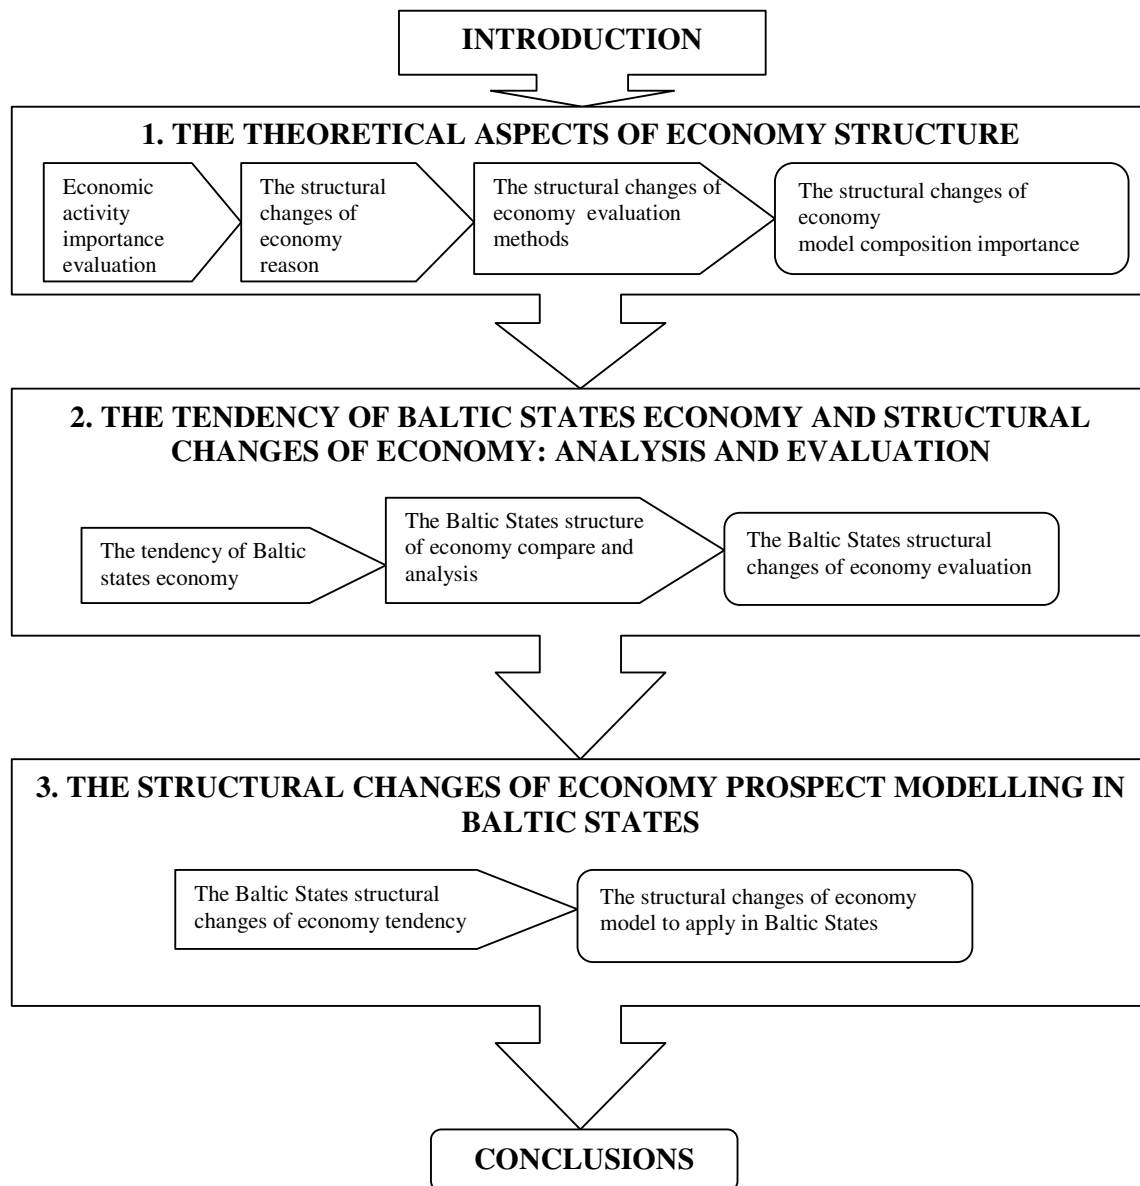 INTRODUCTION
1. THE THEORETICAL ASPECTS OF ECONOMY STRUCTURE
Economic
activity
importance
evaluation
The structural
changes of
economy
reason
The structural changes of
economy evaluation
methods
The structural changes of
economy
model composition importance
2. THE TENDENCY OF BALTIC STATES ECONOMY AND STRUCTURAL
CHANGES OF ECONOMY: ANALYSIS AND EVALUATION
The tendency of Baltic
states economy
The Baltic States structure
of economy compare and
analysis
The Baltic States structural
changes of economy evaluation
3. THE STRUCTURAL CHANGES OF ECONOMY PROSPECT MODELLING IN
BALTIC STATES
The Baltic States structural
changes of economy tendency
The structural changes of economy
model to apply in Baltic States
CONCLUSIONS